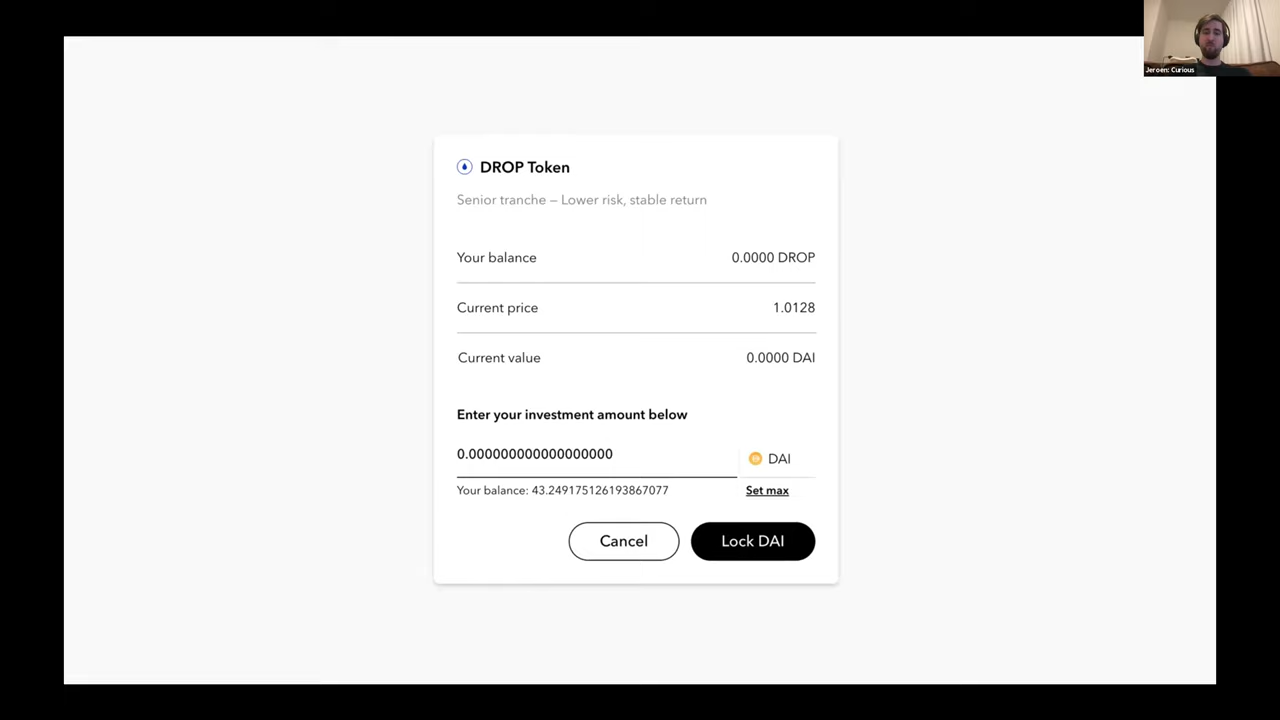 Jeroen: Curious
DROP Token
Senior tranche – Lower risk, stable return
Your balance 0.0000 DROP
Current price 1.0128
Current value 0.0000 DAI
Enter your investment amount below
0.000000000000000000 DAI
Your balance: 43.249175126193867077 Set max
Cancel Lock DAI